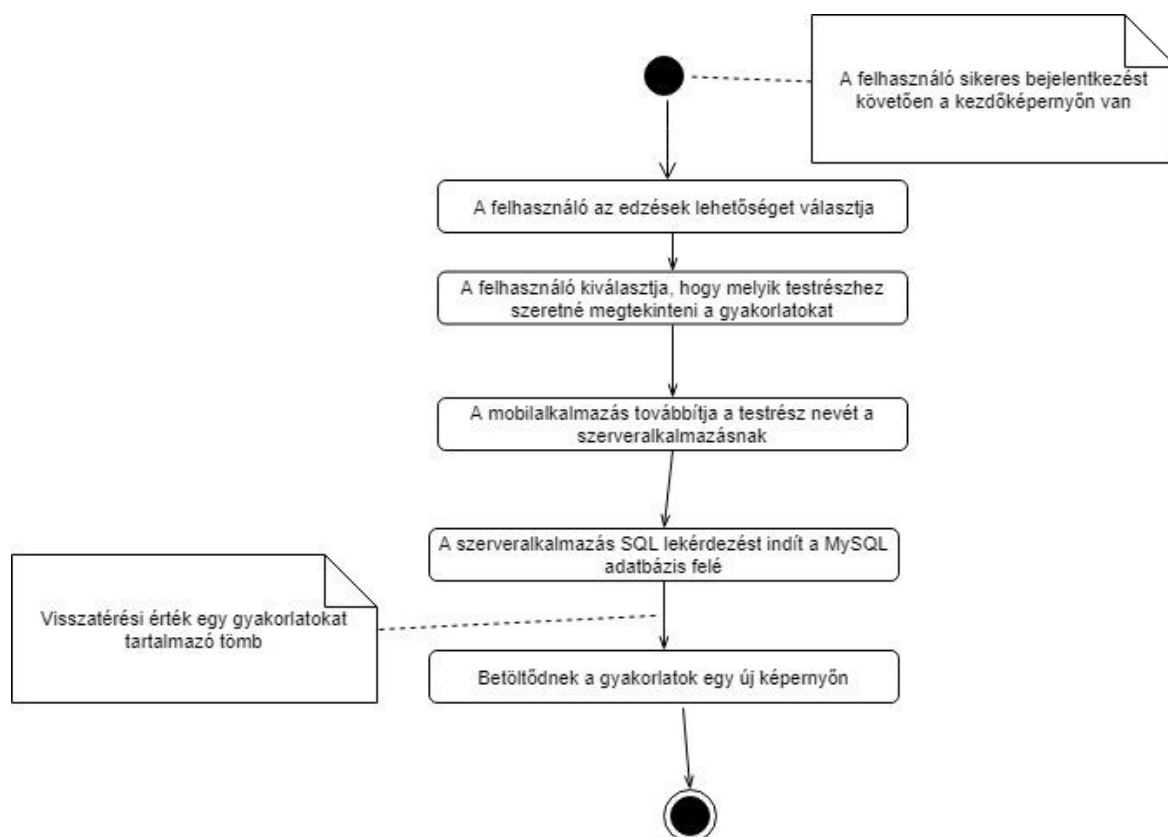 A felhasználó sikeres bejelentkezést
követően a kezdőképernyőn van
A felhasználó az edzések lehetőséget választja
A felhasználó kiválasztja, hogy melyik testrészhez
szeretné megtekinteni a gyakorlatokat
A mobilalkalmazás továbbítja a testrész nevét a
szerveralkalmazásnak
A szerveralkalmazás SQL lekérdezést indít a MySQL
adatbázis felé
Visszatérési érték egy gyakorlatokat
tartalmazó tömb
Betöltődnek a gyakorlatok egy új képernyőn